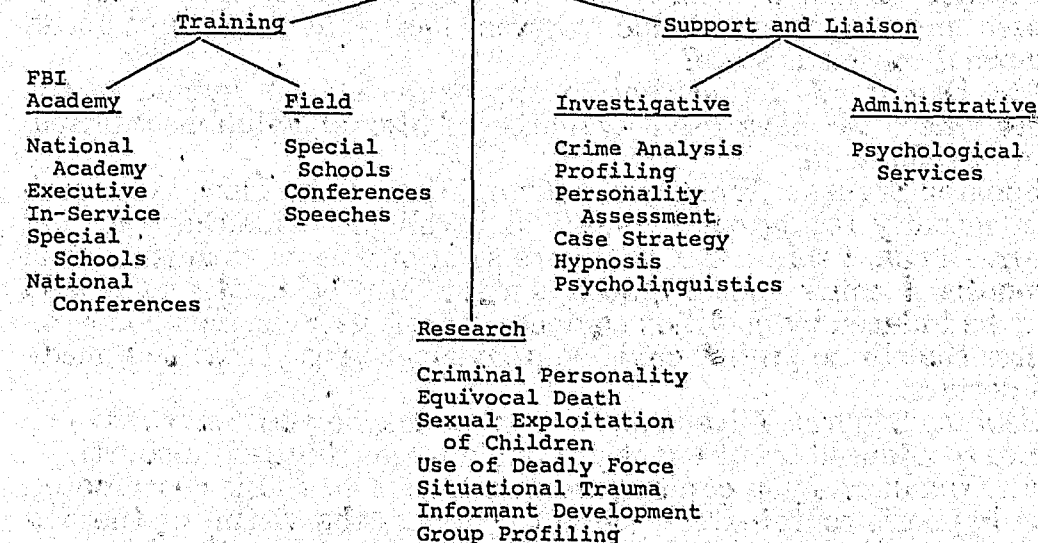 Training
Support and Liaison
FBI
Academy
Field
Investigative
Administrative
National
Academy
Executive
In-Service
Special
Schools
National
Conferences
Special
Schools
Conferences
Speeches
Crime Analysis
Profiling
Personality
Assessment
Case Strategy
Hypnosis
Psycholinguistics
Psychological
Services
Research
Criminal Personality
Equivocal Death
Sexual Exploitation
of Children
Use of Deadly Force
Situational Trauma
Informant Development
Group Profiling